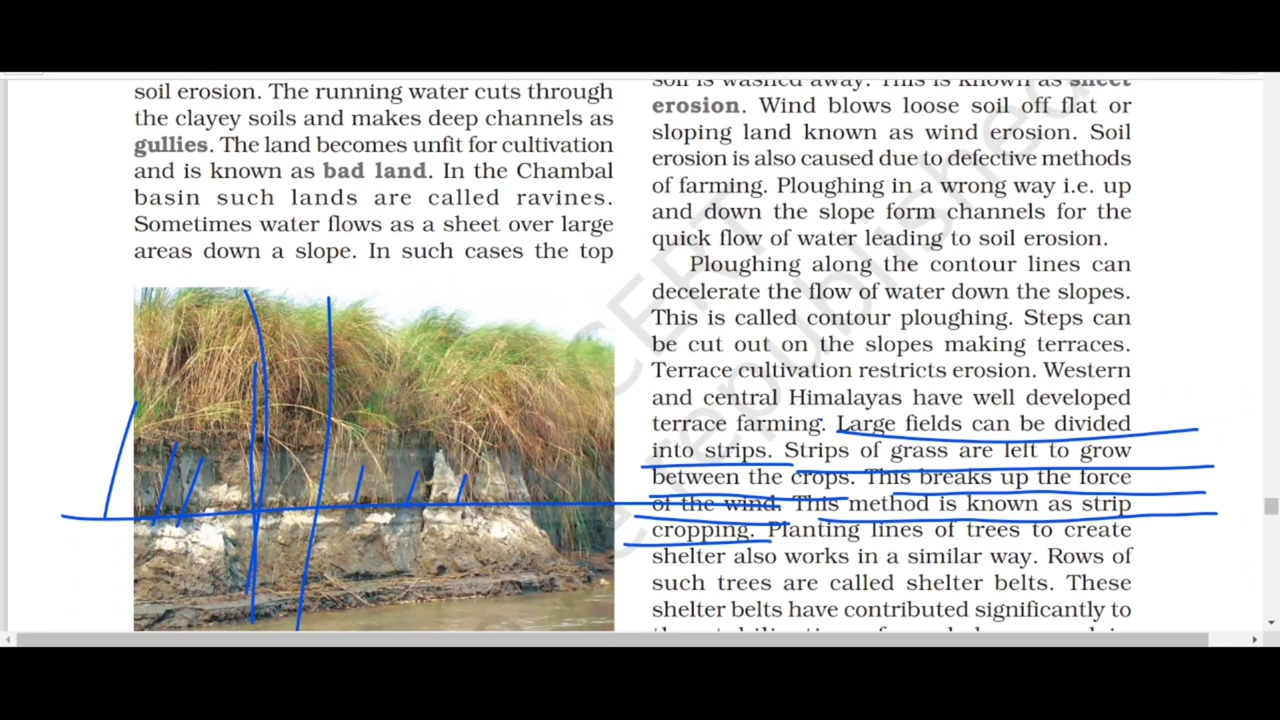 soil erosion. The running water cuts through
the clayey soils and makes deep channels as
gullies. The land becomes unfit for cultivation
and is known as bad land. In the Chambal
basin such lands are called ravines.
Sometimes water flows as a sheet over large
areas down a slope. In such cases the top
soil is washed away. This is known as sheet
erosion. Wind blows loose soil off flat or
sloping land known as wind erosion. Soil
erosion is also caused due to defective methods
of farming. Ploughing in a wrong way i.e. up
and down the slope form channels for the
quick flow of water leading to soil erosion.
Ploughing along the contour lines can
decelerate the flow of water down the slopes.
This is called contour ploughing. Steps can
be cut out on the slopes making terraces.
Terrace cultivation restricts erosion. Western
and central Himalayas have well developed
terrace farming. Large fields can be divided
into strips. Strips of grass are left to grow
between the crops. This breaks up the force
of the wind. This method is known as strip
cropping. Planting lines of trees to create
shelter also works in a similar way. Rows of
such trees are called shelter belts. These
shelter belts have contributed significantly to